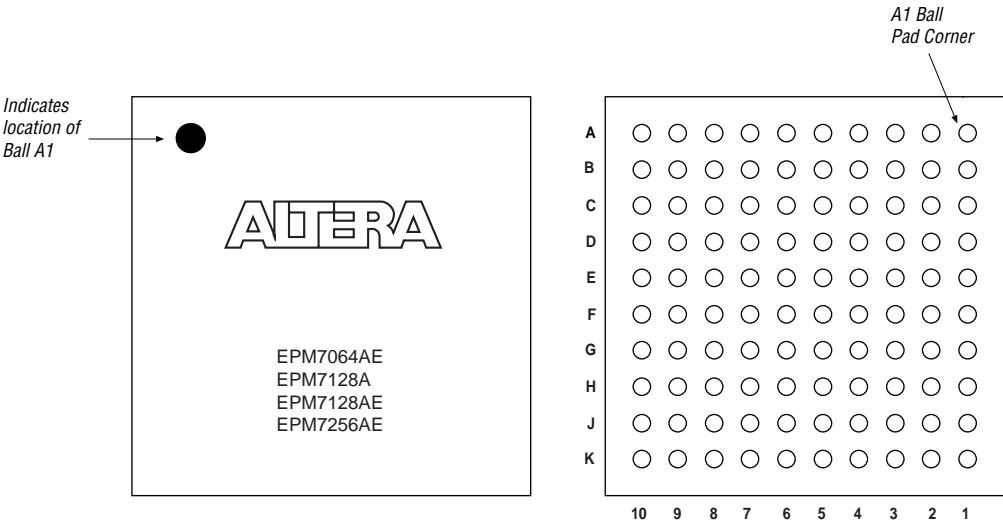 A1 Ball
Pad Corner
Indicates
location of
Ball A1
ALTERA
EPM7064AE
EPM7128A
EPM7128AE
EPM7256AE
A
B
C
D
E
F
G
H
J
K
10 9 8 7 6 5 4 3 2 1